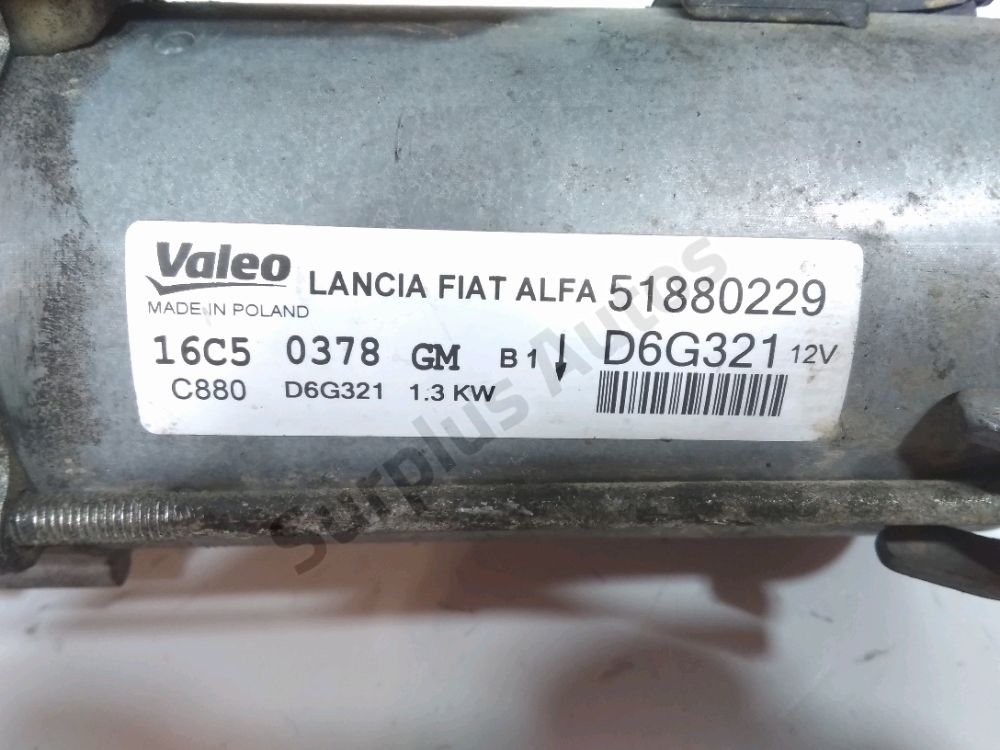 Valeo LANCIA FIAT ALFA 51880229
MADE IN POLAND
16C5 0378 GM B1 ↓ D6G321 12V
C880 D6G321 1.3 KW
Surplus Autos